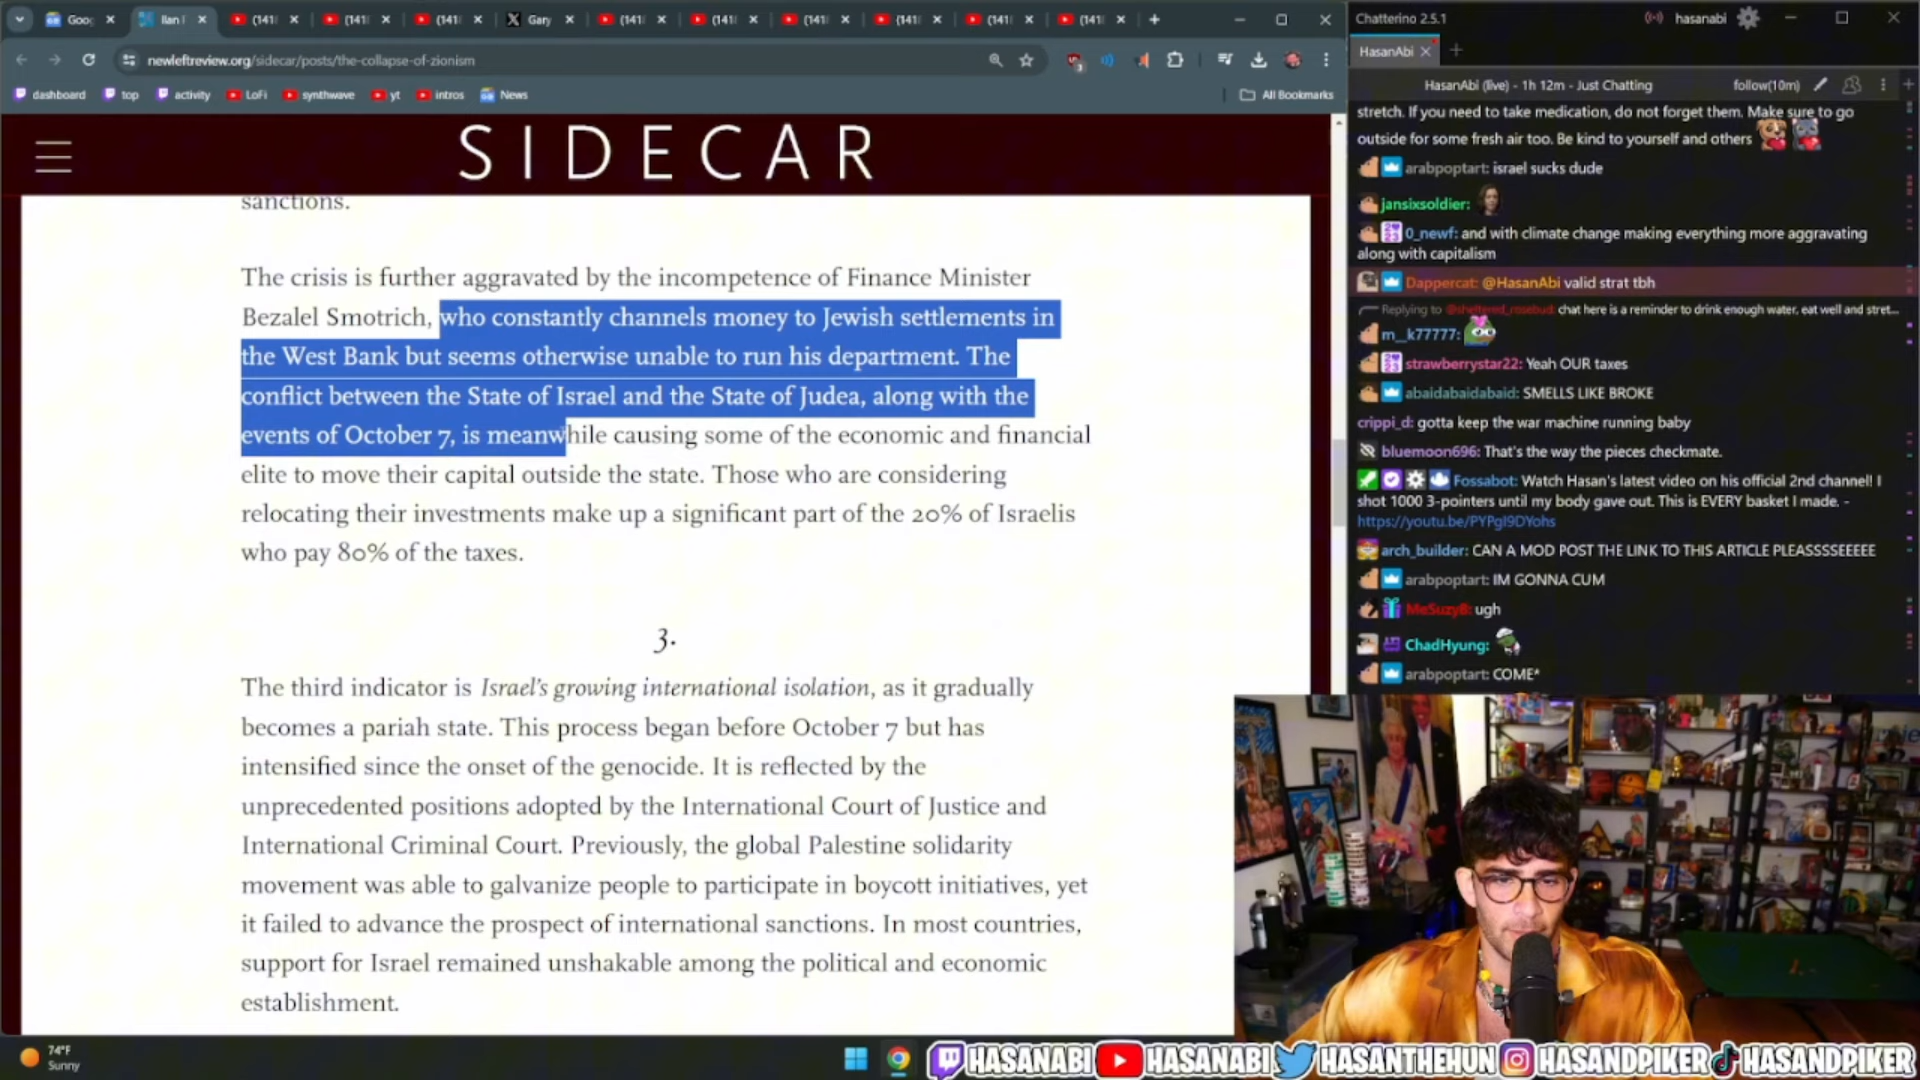 Goog
Ilan
(141)
(141)
(141)
Gary
(141)
(141)
(141)
(141)
(141)
(141)
newleftreview.org/sidecar/posts/the-collapse-of-zionism
dashboard
top
activity
LoFi
synthwave
yt
intros
News
All Bookmarks
SIDECAR
sanctions.
The crisis is further aggravated by the incompetence of Finance Minister
Bezalel Smotrich, who constantly channels money to Jewish settlements in
the West Bank but seems otherwise unable to run his department. The
conflict between the State of Israel and the State of Judea, along with the
events of October 7, is meanwhile causing some of the economic and financial
elite to move their capital outside the state. Those who are considering
relocating their investments make up a significant part of the 20% of Israelis
who pay 80% of the taxes.
3.
The third indicator is Israel's growing international isolation, as it gradually
becomes a pariah state. This process began before October 7 but has
intensified since the onset of the genocide. It is reflected by the
unprecedented positions adopted by the International Court of Justice and
International Criminal Court. Previously, the global Palestine solidarity
movement was able to galvanize people to participate in boycott initiatives, yet
it failed to advance the prospect of international sanctions. In most countries,
support for Israel remained unshakable among the political and economic
establishment.
Chatterino 2.5.1
hasanabi
HasanAbi
HasanAbi (live) - 1h 12m - Just Chatting
follow(10m)
stretch. If you need to take medication, do not forget them. Make sure to go
outside for some fresh air too. Be kind to yourself and others
arabpoptart: israel sucks dude
jansixsoldier:
0_newf: and with climate change making everything more aggravating
along with capitalism
Dappercat: @HasanAbi valid strat tbh
Replying to @sheltered_rosebud: chat here is a reminder to drink enough water, eat well and stret...
m__k77777:
strawberrystar22: Yeah OUR taxes
abaidabaidabaid: SMELLS LIKE BROKE
crippi_d: gotta keep the war machine running baby
bluemoon696: That's the way the pieces checkmate.
Fossabot: Watch Hasan's latest video on his official 2nd channel! I
shot 1000 3-pointers until my body gave out. This is EVERY basket I made. -
https://youtu.be/PYPgI9DYohs
arch_builder: CAN A MOD POST THE LINK TO THIS ARTICLE PLEASSSSEEEEE
arabpoptart: IM GONNA CUM
MeSuzyB: ugh
ChadHyung:
arabpoptart: COME*
74°F
Sunny
HASANABI
HASANABI
HASANTHEHUN
HASANDPIKER
HASANDPIKER